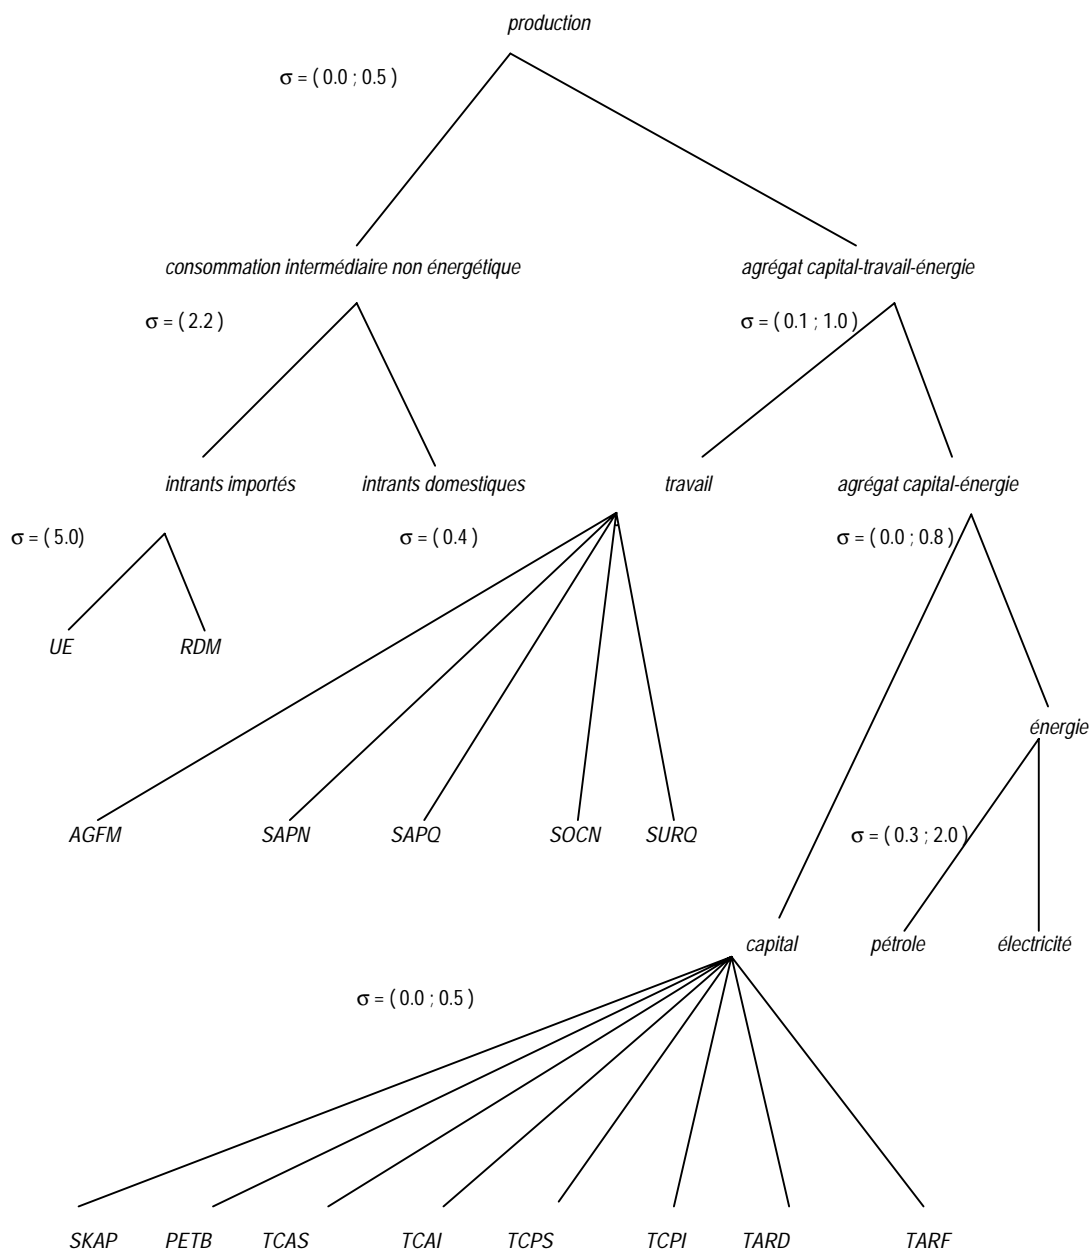 production
σ = ( 0.0 ; 0.5 )
consommation intermédiaire non énergétique
agrégat capital-travail-énergie
σ = ( 2.2 )
σ = ( 0.1 ; 1.0 )
intrants importés
intrants domestiques
travail
agrégat capital-énergie
σ = ( 5.0)
σ = ( 0.4 )
σ = ( 0.0 ; 0.8 )
UE
RDM
énergie
AGFM
SAPN
SAPQ
SOCN
SURQ
σ = ( 0.3 ; 2.0 )
capital
pétrole
électricité
σ = ( 0.0 ; 0.5 )
SKAP
PETB
TCAS
TCAI
TCPS
TCPI
TARD
TARF